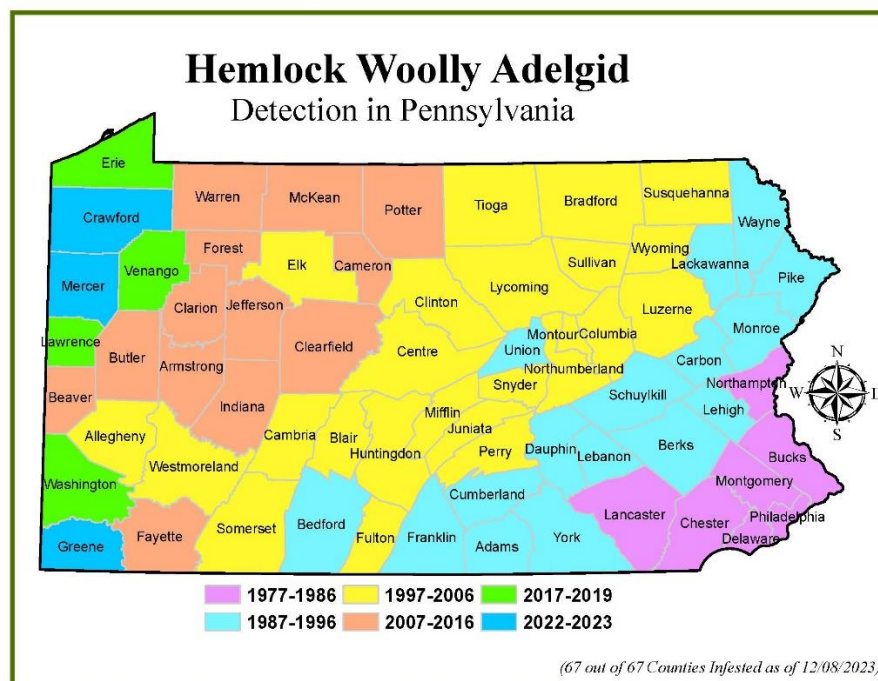 Hemlock Woolly Adelgid
Detection in Pennsylvania
Erie
Crawford
Warren
McKean
Potter
Tioga
Bradford
Susquehanna
Wayne
Forest
Venango
Mercer
Elk
Cameron
Sullivan
Wyoming
Lackawanna
Pike
Clarion
Jefferson
Clinton
Lycoming
Luzerne
Monroe
Lawrence
Butler
Armstrong
Clearfield
Centre
Union
Montour
Columbia
Carbon
Northampton
Beaver
Indiana
Snyder
Northumberland
Schuylkill
Lehigh
Allegheny
Westmoreland
Cambria
Blair
Huntingdon
Mifflin
Juniata
Perry
Dauphin
Lebanon
Berks
Bucks
Montgomery
Washington
Cumberland
Lancaster
Chester
Philadelphia
Delaware
Greene
Fayette
Somerset
Bedford
Fulton
Franklin
Adams
York
N
W
E
S
1977-1986
1997-2006
2017-2019
1987-1996
2007-2016
2022-2023
(67 out of 67 Counties Infested as of 12/08/2023)